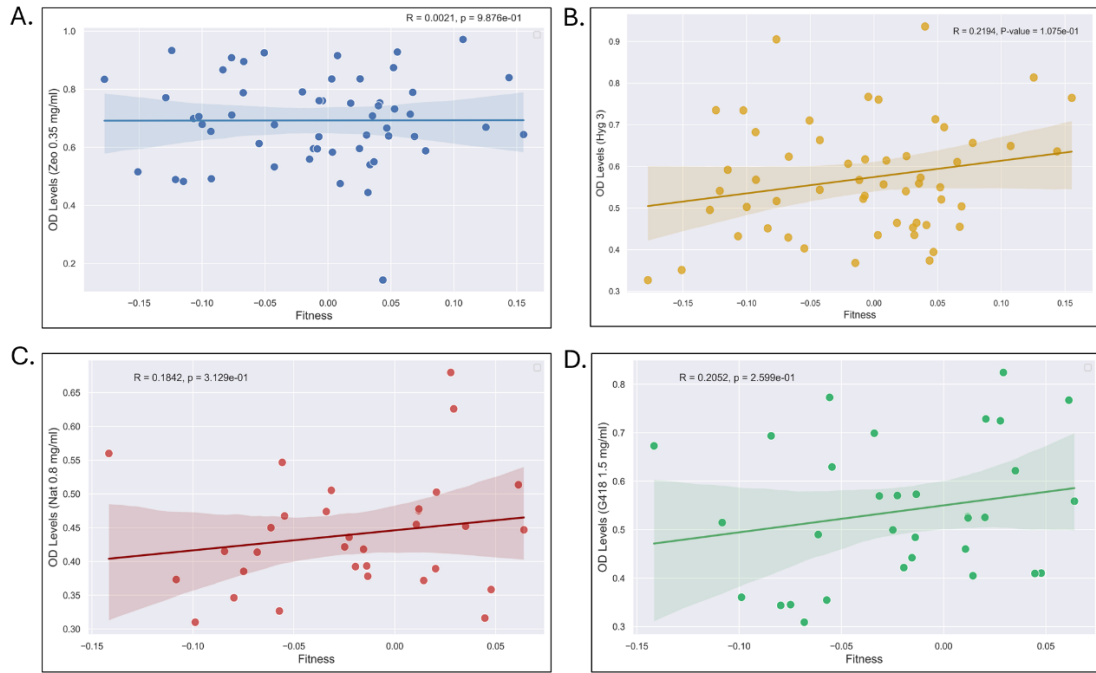 A.
R = 0.0021, p = 9.876e-01
OD Levels (Zeo 0.35 mg/ml)
1.0
0.8
0.6
0.4
0.2
−0.15 −0.10 −0.05 0.00 0.05 0.10 0.15
Fitness
B.
R = 0.2194, P-value = 1.075e-01
OD Levels (Hyg 3)
0.9
0.8
0.7
0.6
0.5
0.4
0.3
−0.15 −0.10 −0.05 0.00 0.05 0.10 0.15
Fitness
C.
R = 0.1842, p = 3.129e-01
OD Levels (Nat 0.8 mg/ml)
0.65
0.60
0.55
0.50
0.45
0.40
0.35
0.30
−0.15 −0.10 −0.05 0.00 0.05
Fitness
D.
R = 0.2052, p = 2.599e-01
OD Levels (G418 1.5 mg/ml)
0.8
0.7
0.6
0.5
0.4
0.3
−0.15 −0.10 −0.05 0.00 0.05
Fitness